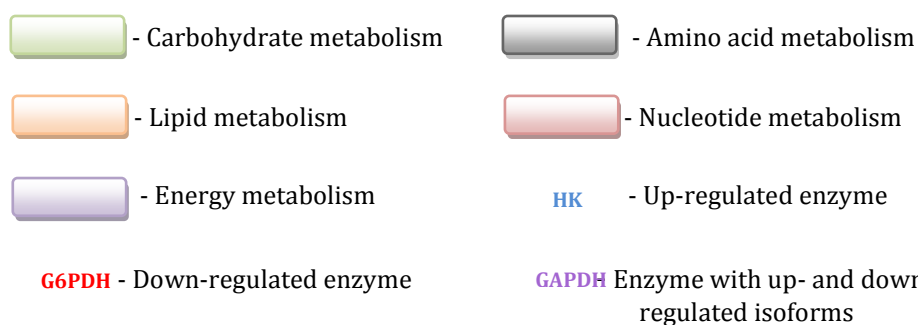 - Carbohydrate metabolism
- Amino acid metabolism
- Lipid metabolism
- Nucleotide metabolism
- Energy metabolism
HK - Up-regulated enzyme
G6PDH - Down-regulated enzyme
GAPDH - Enzyme with up- and down
regulated isoforms